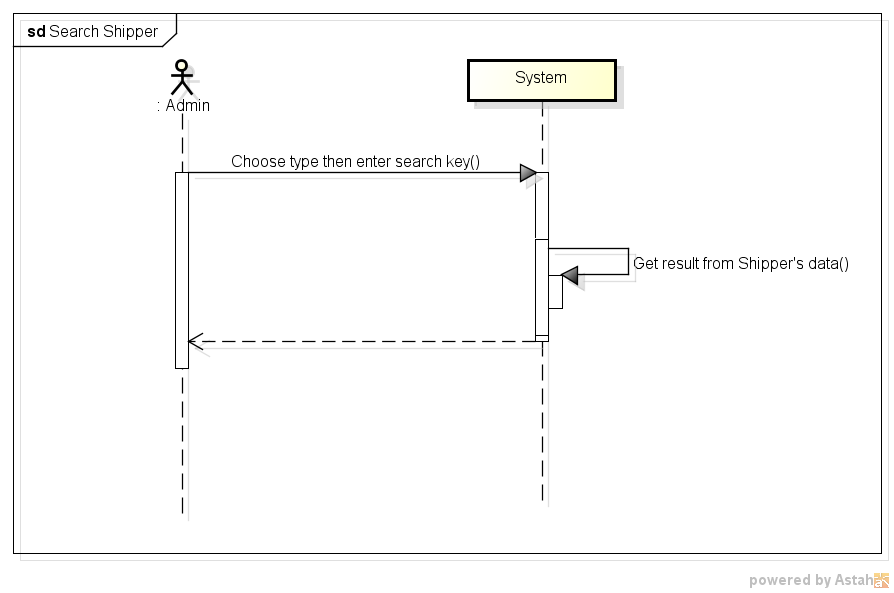 sd Search Shipper
: Admin
System
Choose type then enter search key()
Get result from Shipper's data()
powered by Astah